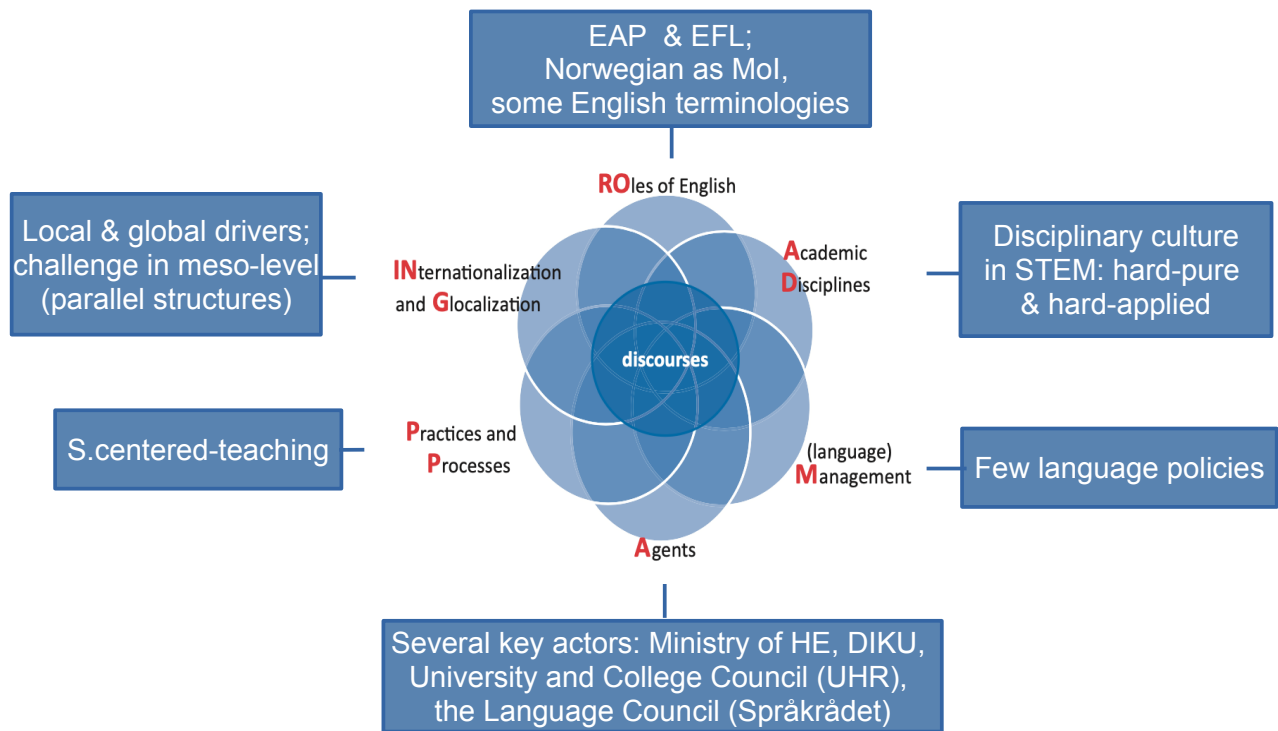 EAP & EFL;
Norwegian as MoI,
some English terminologies
ROles of English
Local & global drivers;
challenge in meso-level
(parallel structures)
INternationalization
and Glocalization
Academic
Disciplines
Disciplinary culture
in STEM: hard-pure
& hard-applied
discourses
S.centered-teaching
Practices and
Processes
(language)
Management
Few language policies
Agents
Several key actors: Ministry of HE, DIKU,
University and College Council (UHR),
the Language Council (Språkrådet)